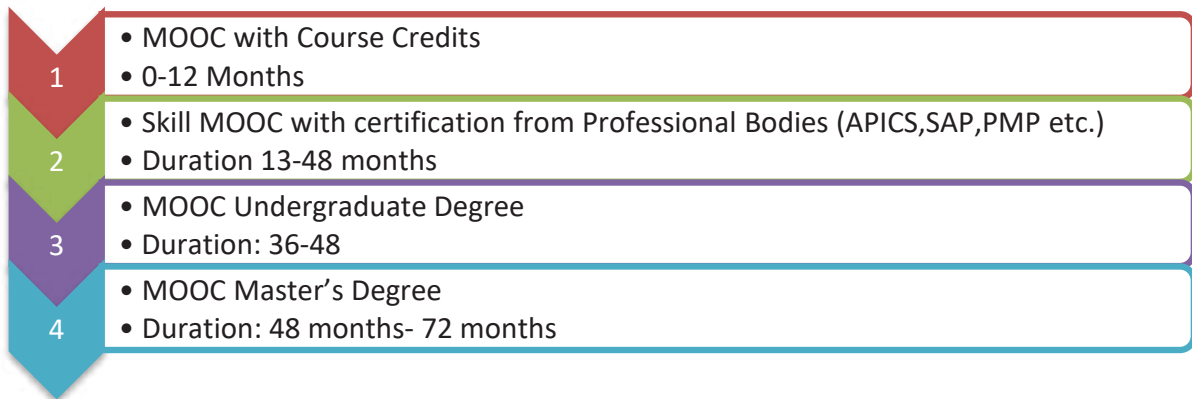 1
• MOOC with Course Credits
• 0-12 Months
2
• Skill MOOC with certification from Professional Bodies (APICS,SAP,PMP etc.)
• Duration 13-48 months
3
• MOOC Undergraduate Degree
• Duration: 36-48
4
• MOOC Master’s Degree
• Duration: 48 months- 72 months